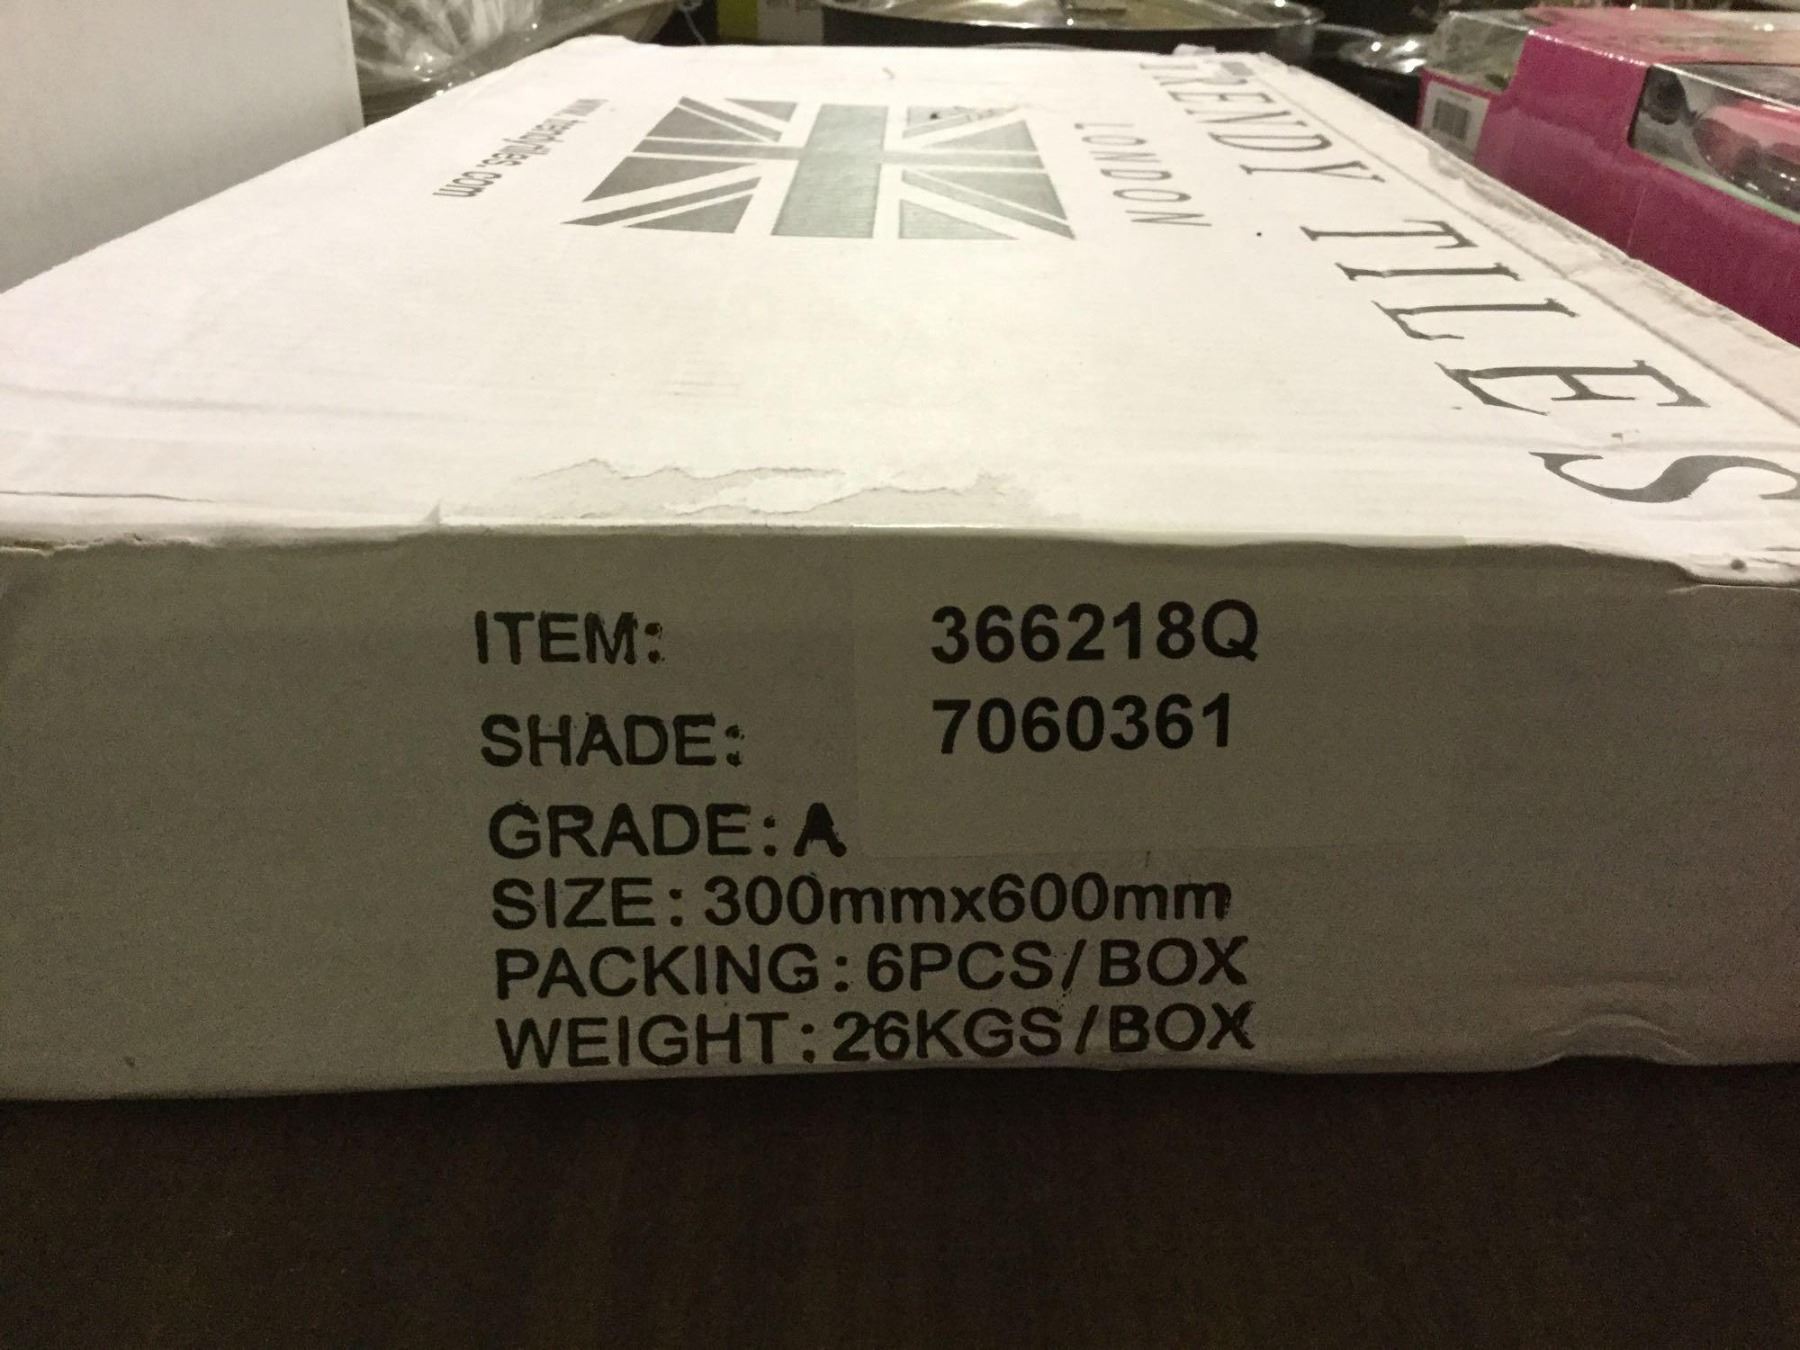 TRENDY TILES
LONDON
www.trendytiles.com
ITEM: 366218Q
SHADE: 7060361
GRADE: A
SIZE: 300mmx600mm
PACKING: 6PCS/BOX
WEIGHT: 26KGS/BOX